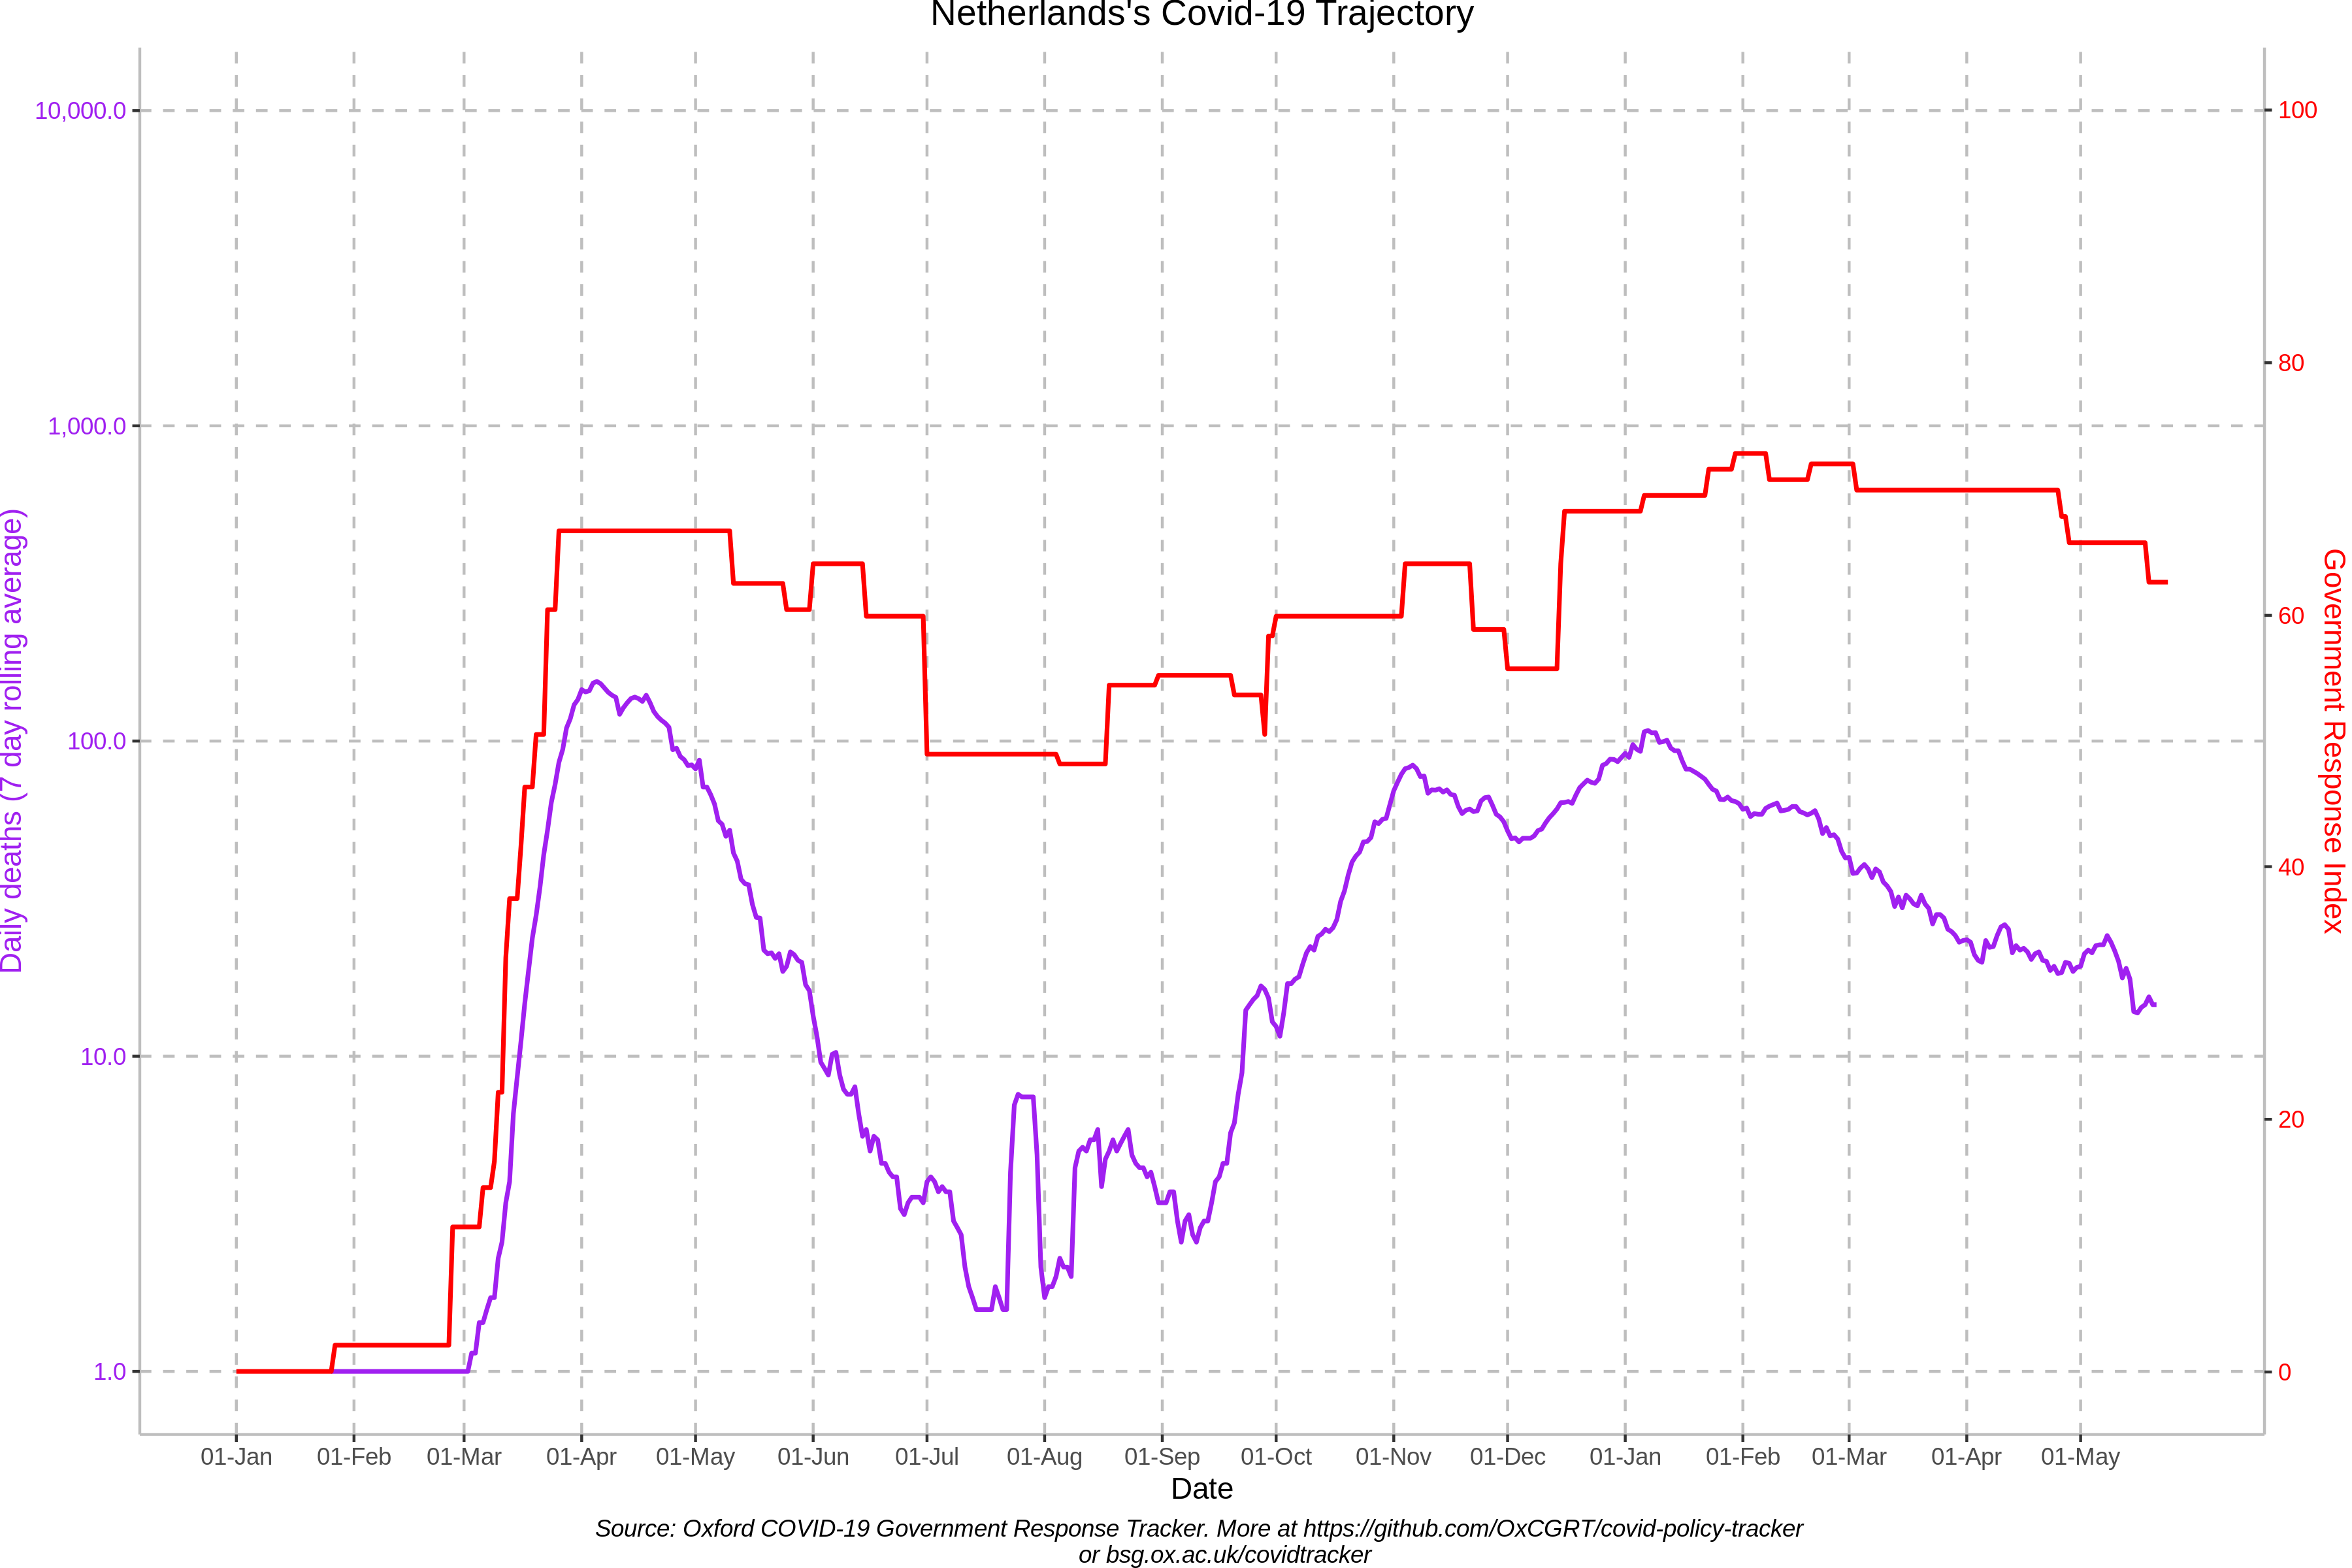 Netherlands's Covid-19 Trajectory
10,000.0
1,000.0
100.0
10.0
1.0
Daily deaths (7 day rolling average)
100
80
60
40
20
0
Government Response Index
01-Jan 01-Feb 01-Mar 01-Apr 01-May 01-Jun 01-Jul 01-Aug 01-Sep 01-Oct 01-Nov 01-Dec 01-Jan 01-Feb 01-Mar 01-Apr 01-May
Date
Source: Oxford COVID-19 Government Response Tracker. More at https://github.com/OxCGRT/covid-policy-tracker
or bsg.ox.ac.uk/covidtracker